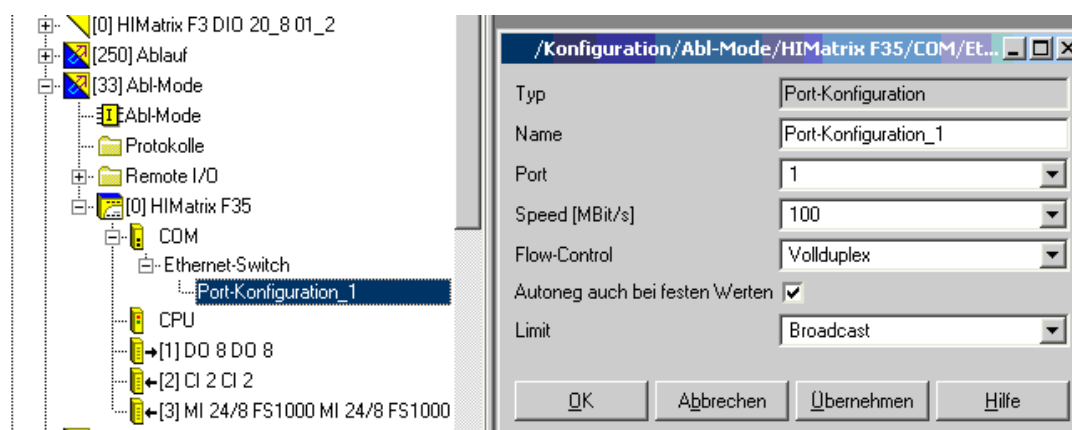 [0] HIMatrix F3 DIO 20_8 01_2
[250] Ablauf
[33] Abl-Mode
Abl-Mode
Protokolle
Remote I/O
[0] HIMatrix F35
COM
Ethernet-Switch
Port-Konfiguration_1
CPU
[1] DO 8 DO 8
[2] CI 2 CI 2
[3] MI 24/8 FS1000 MI 24/8 FS1000
/Konfiguration/Abl-Mode/HIMatrix F35/COM/Et...
Typ Port-Konfiguration
Name Port-Konfiguration_1
Port 1
Speed [MBit/s] 100
Flow-Control Vollduplex
Autoneg auch bei festen Werten
Limit Broadcast
OK Abbrechen Übernehmen Hilfe